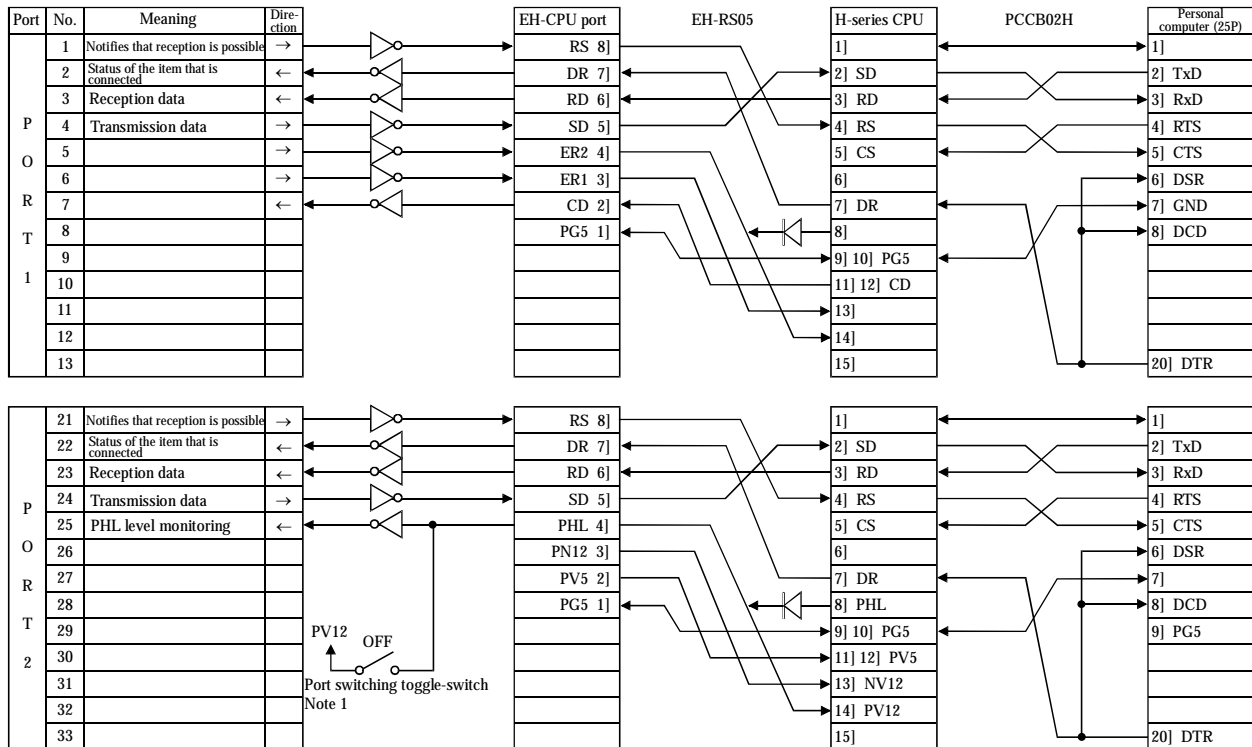 Port No. Meaning Dire-ction EH-CPU port EH-RS05 H-series CPU PCCB02H Personal computer (25P)
PORT 1
1 Notifies that reception is possible → RS 8] 1] 1]
2 Status of the item that is connected ← DR 7] 2] SD 2] TxD
3 Reception data ← RD 6] 3] RD 3] RxD
4 Transmission data → SD 5] 4] RS 4] RTS
5 → ER2 4] 5] CS 5] CTS
6 → ER1 3] 6] 6] DSR
7 ← CD 2] 7] DR 7] GND
8 PG5 1] 8] 8] DCD
9 9] 10] PG5
10 11] 12] CD
11 13]
12 14]
13 15] 20] DTR
PORT 2
21 Notifies that reception is possible → RS 8] 1] 1]
22 Status of the item that is connected ← DR 7] 2] SD 2] TxD
23 Reception data ← RD 6] 3] RD 3] RxD
24 Transmission data → SD 5] 4] RS 4] RTS
25 PHL level monitoring ← PHL 4] 5] CS 5] CTS
26 PN12 3] 6] 6] DSR
27 PV5 2] 7] DR 7]
28 PG5 1] 8] PHL 8] DCD
29 9] 10] PG5 9] PG5
PV12 OFF
30 11] 12] PV5
31 13] NV12
Port switching toggle-switch
Note 1
32 14] PV12
33 15] 20] DTR